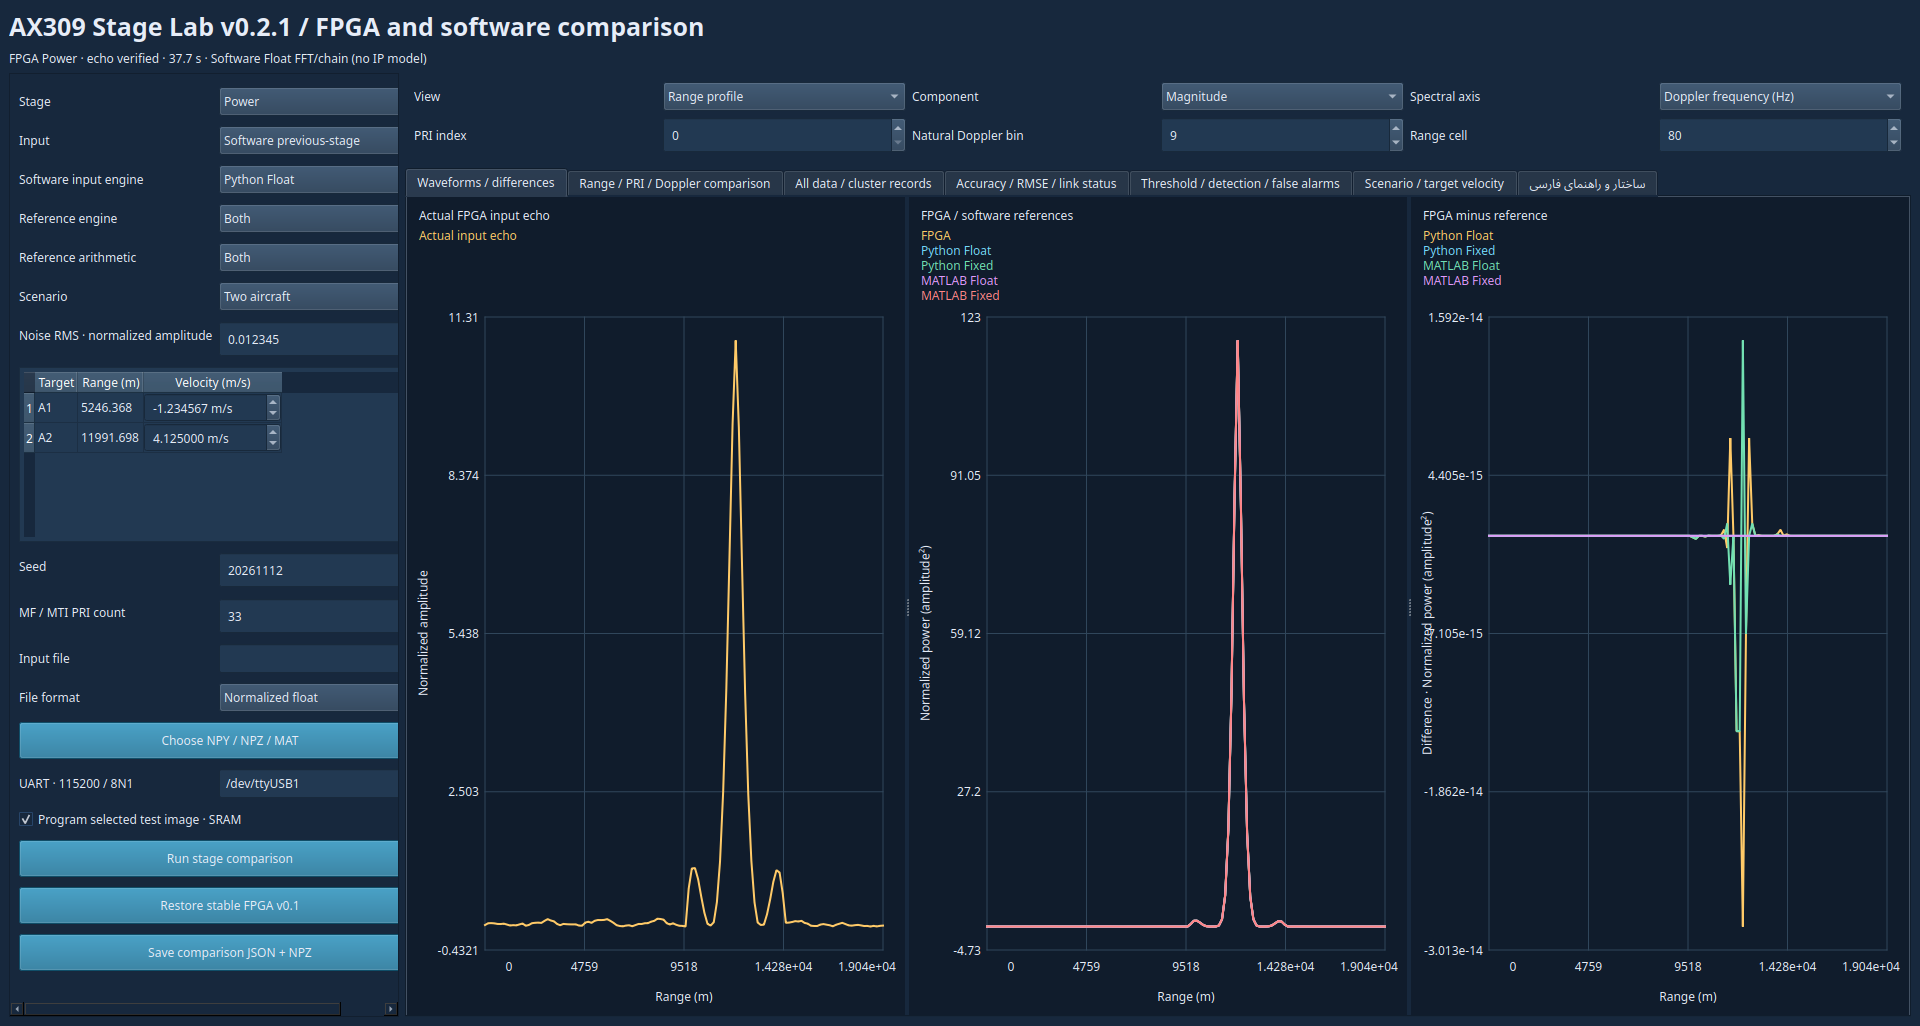 AX309 Stage Lab v0.2.1 / FPGA and software comparison
FPGA Power · echo verified · 37.7 s · Software Float FFT/chain (no IP model)
Stage
Power
Input
Software previous-stage
Software input engine
Python Float
Reference engine
Both
Reference arithmetic
Both
Scenario
Two aircraft
Noise RMS · normalized amplitude
0.012345
Target Range (m) Velocity (m/s)
1 A1 5246.368 -1.234567 m/s
2 A2 11991.698 4.125000 m/s
Seed
20261112
MF / MTI PRI count
33
Input file
File format
Normalized float
Choose NPY / NPZ / MAT
UART · 115200 / 8N1
/dev/ttyUSB1
Program selected test image · SRAM
Run stage comparison
Restore stable FPGA v0.1
Save comparison JSON + NPZ
View
Range profile
Component
Magnitude
Spectral axis
Doppler frequency (Hz)
PRI index
0
Natural Doppler bin
9
Range cell
80
Waveforms / differences
Range / PRI / Doppler comparison
All data / cluster records
Accuracy / RMSE / link status
Threshold / detection / false alarms
Scenario / target velocity
ساختار و راهنمای فارسی
Actual FPGA input echo
Actual input echo
11.31
8.374
5.438
2.503
-0.4321
Normalized amplitude
0 4759 9518 1.428e+04 1.904e+04
Range (m)
FPGA / software references
FPGA
Python Float
Python Fixed
MATLAB Float
MATLAB Fixed
123
91.05
59.12
27.2
-4.73
Normalized power (amplitude²)
0 4759 9518 1.428e+04 1.904e+04
Range (m)
FPGA minus reference
Python Float
Python Fixed
MATLAB Float
MATLAB Fixed
1.592e-14
4.405e-15
7.105e-15
-1.862e-14
-3.013e-14
Difference · Normalized power (amplitude²)
0 4759 9518 1.428e+04 1.904e+04
Range (m)